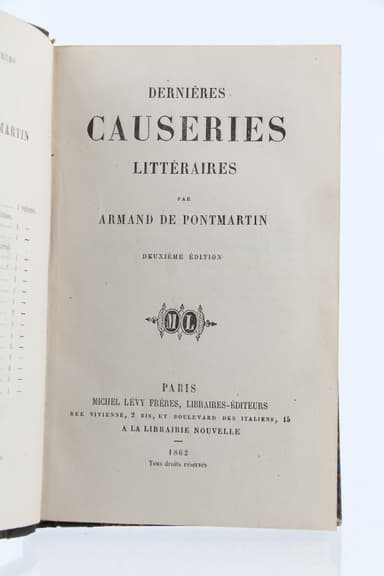 MARTIN
DERNIÈRES
CAUSERIES
LITTÉRAIRES
PAR
ARMAND DE PONTMARTIN
DEUXIÈME ÉDITION
ML
PARIS
MICHEL LÉVY FRÈRES, LIBRAIRES-ÉDITEURS
RUE VIVIENNE, 2 BIS, ET BOULEVARD DES ITALIENS, 15
A LA LIBRAIRIE NOUVELLE
1862
Tous droits réservés